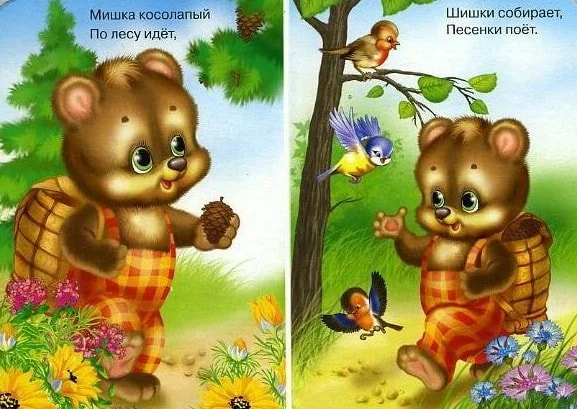 Мишка косолапый
По лесу идёт,
Шишки собирает,
Песенки поёт.